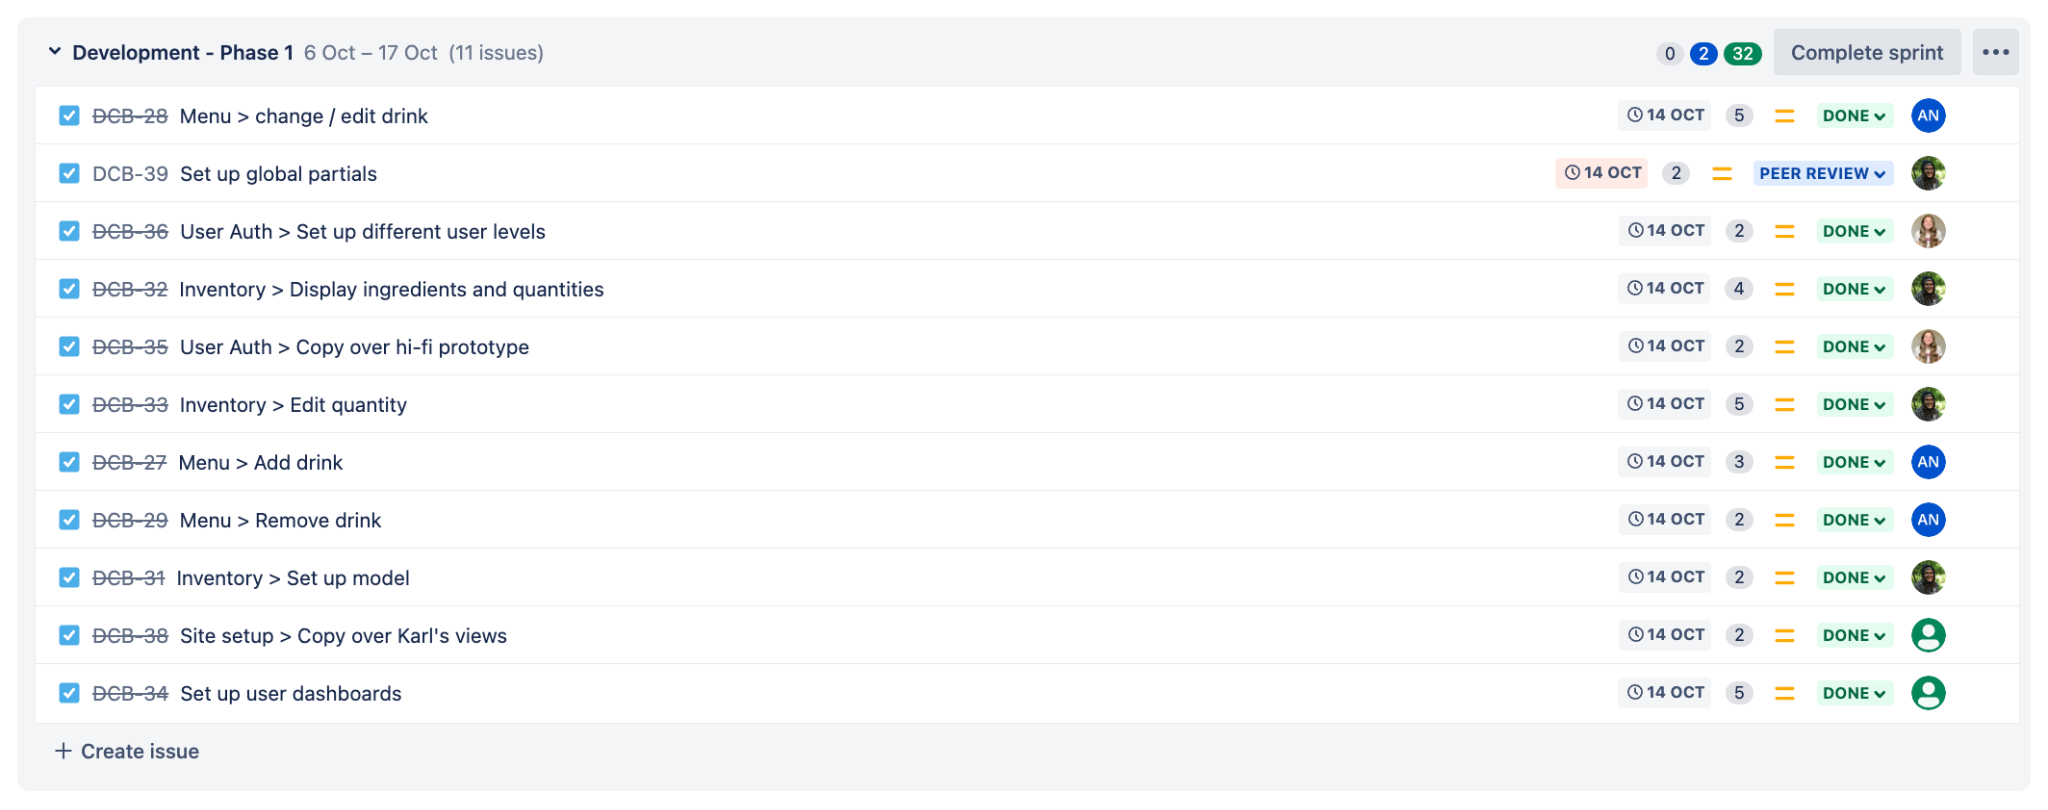 Development - Phase 1 6 Oct – 17 Oct (11 issues) 0 2 32 Complete sprint
DCB-28 Menu > change / edit drink 14 OCT 5 DONE AN
DCB-39 Set up global partials 14 OCT 2 PEER REVIEW
DCB-36 User Auth > Set up different user levels 14 OCT 2 DONE
DCB-32 Inventory > Display ingredients and quantities 14 OCT 4 DONE
DCB-35 User Auth > Copy over hi-fi prototype 14 OCT 2 DONE
DCB-33 Inventory > Edit quantity 14 OCT 5 DONE
DCB-27 Menu > Add drink 14 OCT 3 DONE AN
DCB-29 Menu > Remove drink 14 OCT 2 DONE AN
DCB-31 Inventory > Set up model 14 OCT 2 DONE
DCB-38 Site setup > Copy over Karl's views 14 OCT 2 DONE
DCB-34 Set up user dashboards 14 OCT 5 DONE
+ Create issue